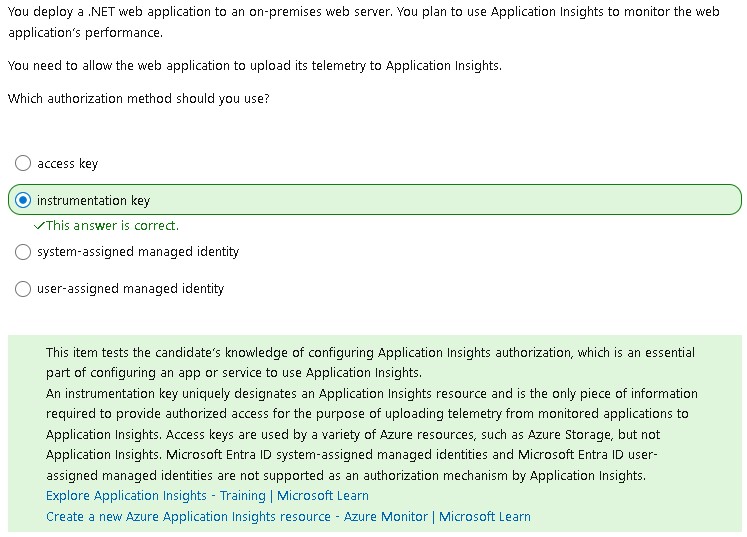 You deploy a .NET web application to an on-premises web server. You plan to use Application Insights to monitor the web
application's performance.
You need to allow the web application to upload its telemetry to Application Insights.
Which authorization method should you use?
access key
instrumentation key
✓This answer is correct.
system-assigned managed identity
user-assigned managed identity
This item tests the candidate's knowledge of configuring Application Insights authorization, which is an essential
part of configuring an app or service to use Application Insights.
An instrumentation key uniquely designates an Application Insights resource and is the only piece of information
required to provide authorized access for the purpose of uploading telemetry from monitored applications to
Application Insights. Access keys are used by a variety of Azure resources, such as Azure Storage, but not
Application Insights. Microsoft Entra ID system-assigned managed identities and Microsoft Entra ID user-
assigned managed identities are not supported as an authorization mechanism by Application Insights.
Explore Application Insights - Training | Microsoft Learn
Create a new Azure Application Insights resource - Azure Monitor | Microsoft Learn